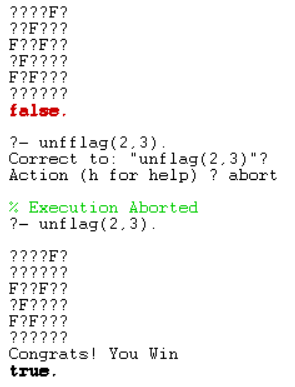 ????F?
??F???
F??F??
?F????
F?F???
??????
false.
?- unfflag(2,3).
Correct to: "unflag(2,3)"?
Action (h for help) ? abort
% Execution Aborted
?- unflag(2,3).
????F?
??????
F??F??
?F????
F?F???
??????
Congrats! You Win
true.